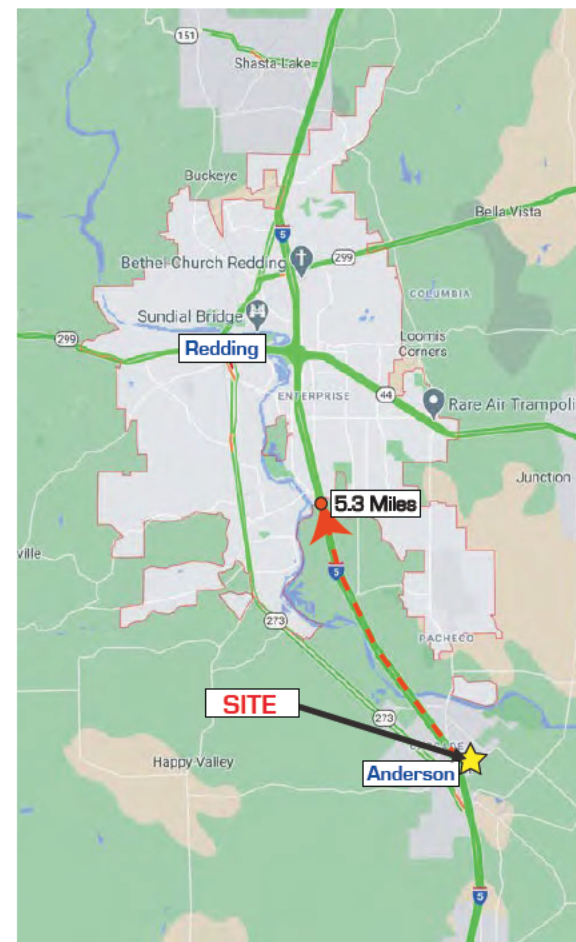 151
Shasta Lake
Buckeye
Bella Vista
5
Bethel Church Redding
299
COLUMBIA
Sundial Bridge
299
Redding
Loomis
Corners
ENTERPRISE
44
Rare Air Trampoli
Junction
5.3 Miles
ville
5
273
PACHECO
SITE
273
Happy Valley
Anderson
5